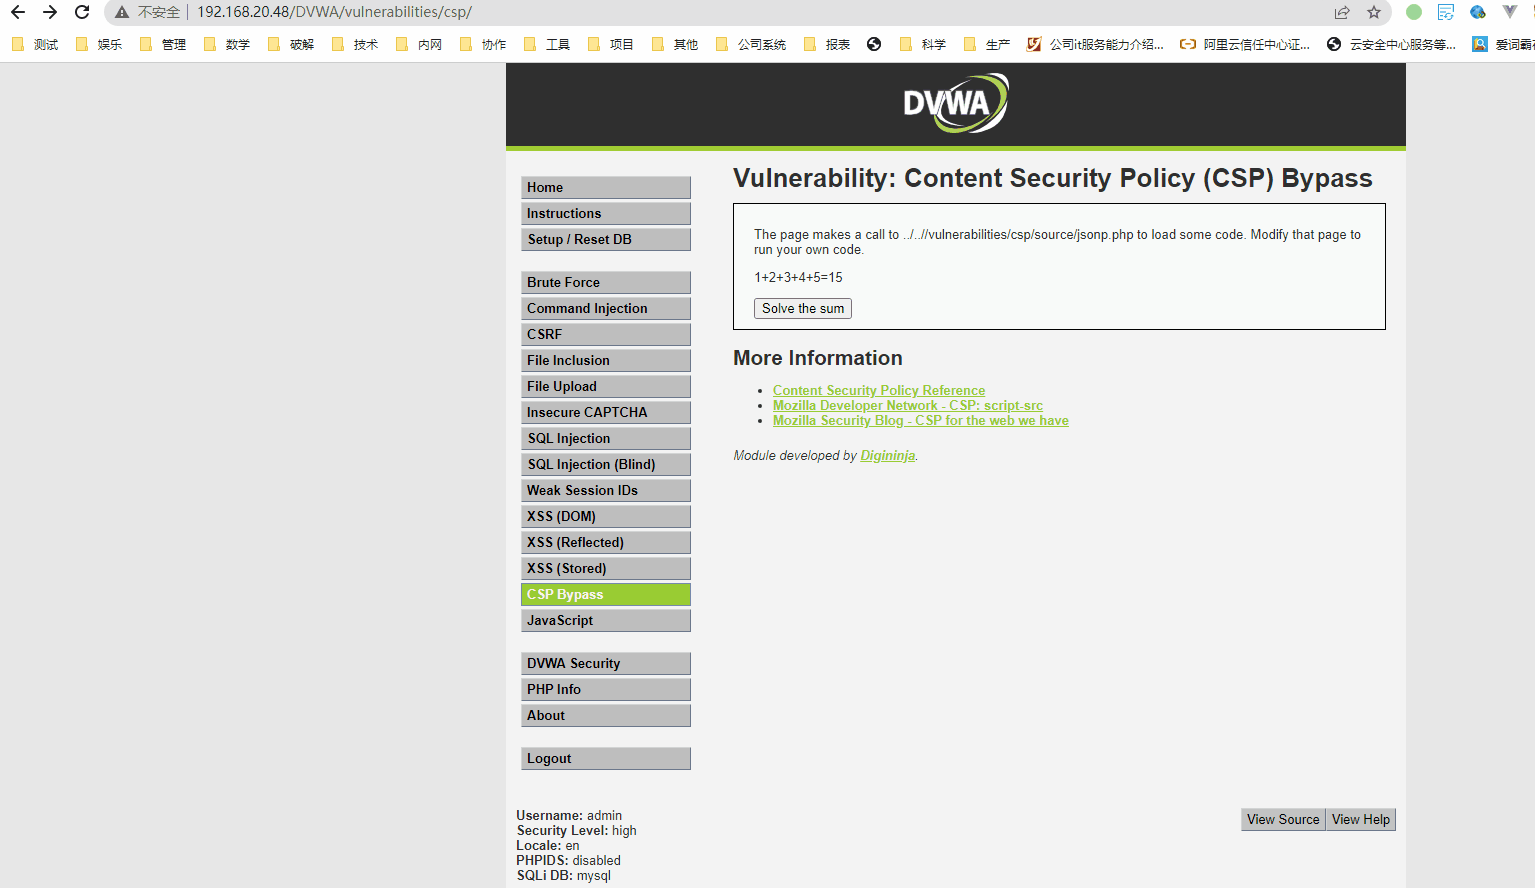 不安全 192.168.20.48/DVWA/vulnerabilities/csp/
测试 娱乐 管理 数学 破解 技术 内网 协作 工具 项目 其他 公司系统 报表 科学 生产 公司it服务能力介绍... 阿里云信任中心证... 云安全中心服务等... 爱词霸
DVWA
Vulnerability: Content Security Policy (CSP) Bypass
The page makes a call to ../..//vulnerabilities/csp/source/jsonp.php to load some code. Modify that page to
run your own code.
1+2+3+4+5=15
Solve the sum
More Information
Content Security Policy Reference
Mozilla Developer Network - CSP: script-src
Mozilla Security Blog - CSP for the web we have
Module developed by Digininja.
Home
Instructions
Setup / Reset DB
Brute Force
Command Injection
CSRF
File Inclusion
File Upload
Insecure CAPTCHA
SQL Injection
SQL Injection (Blind)
Weak Session IDs
XSS (DOM)
XSS (Reflected)
XSS (Stored)
CSP Bypass
JavaScript
DVWA Security
PHP Info
About
Logout
Username: admin
Security Level: high
Locale: en
PHPIDS: disabled
SQLi DB: mysql
View Source View Help